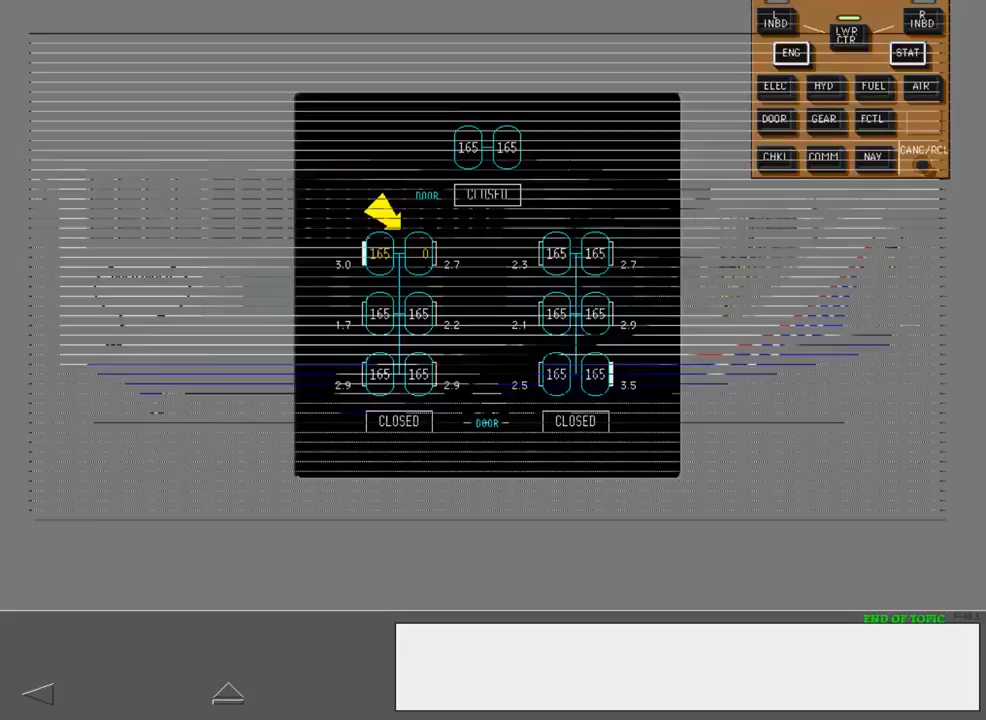 L INBD
LWR CTR
R INBD
ENG
STAT
ELEC HYD FUEL AIR
DOOR GEAR FCTL
CHKL COMM NAV
CANC/RCL
165 165
DOOR CLOSED
165 0 165 165
3.0 2.7 2.3 2.7
165 165 165 165
1.7 2.2 2.1 2.9
165 165 165 165
2.9 2.9 2.5 3.5
CLOSED DOOR CLOSED
END OF TOPIC